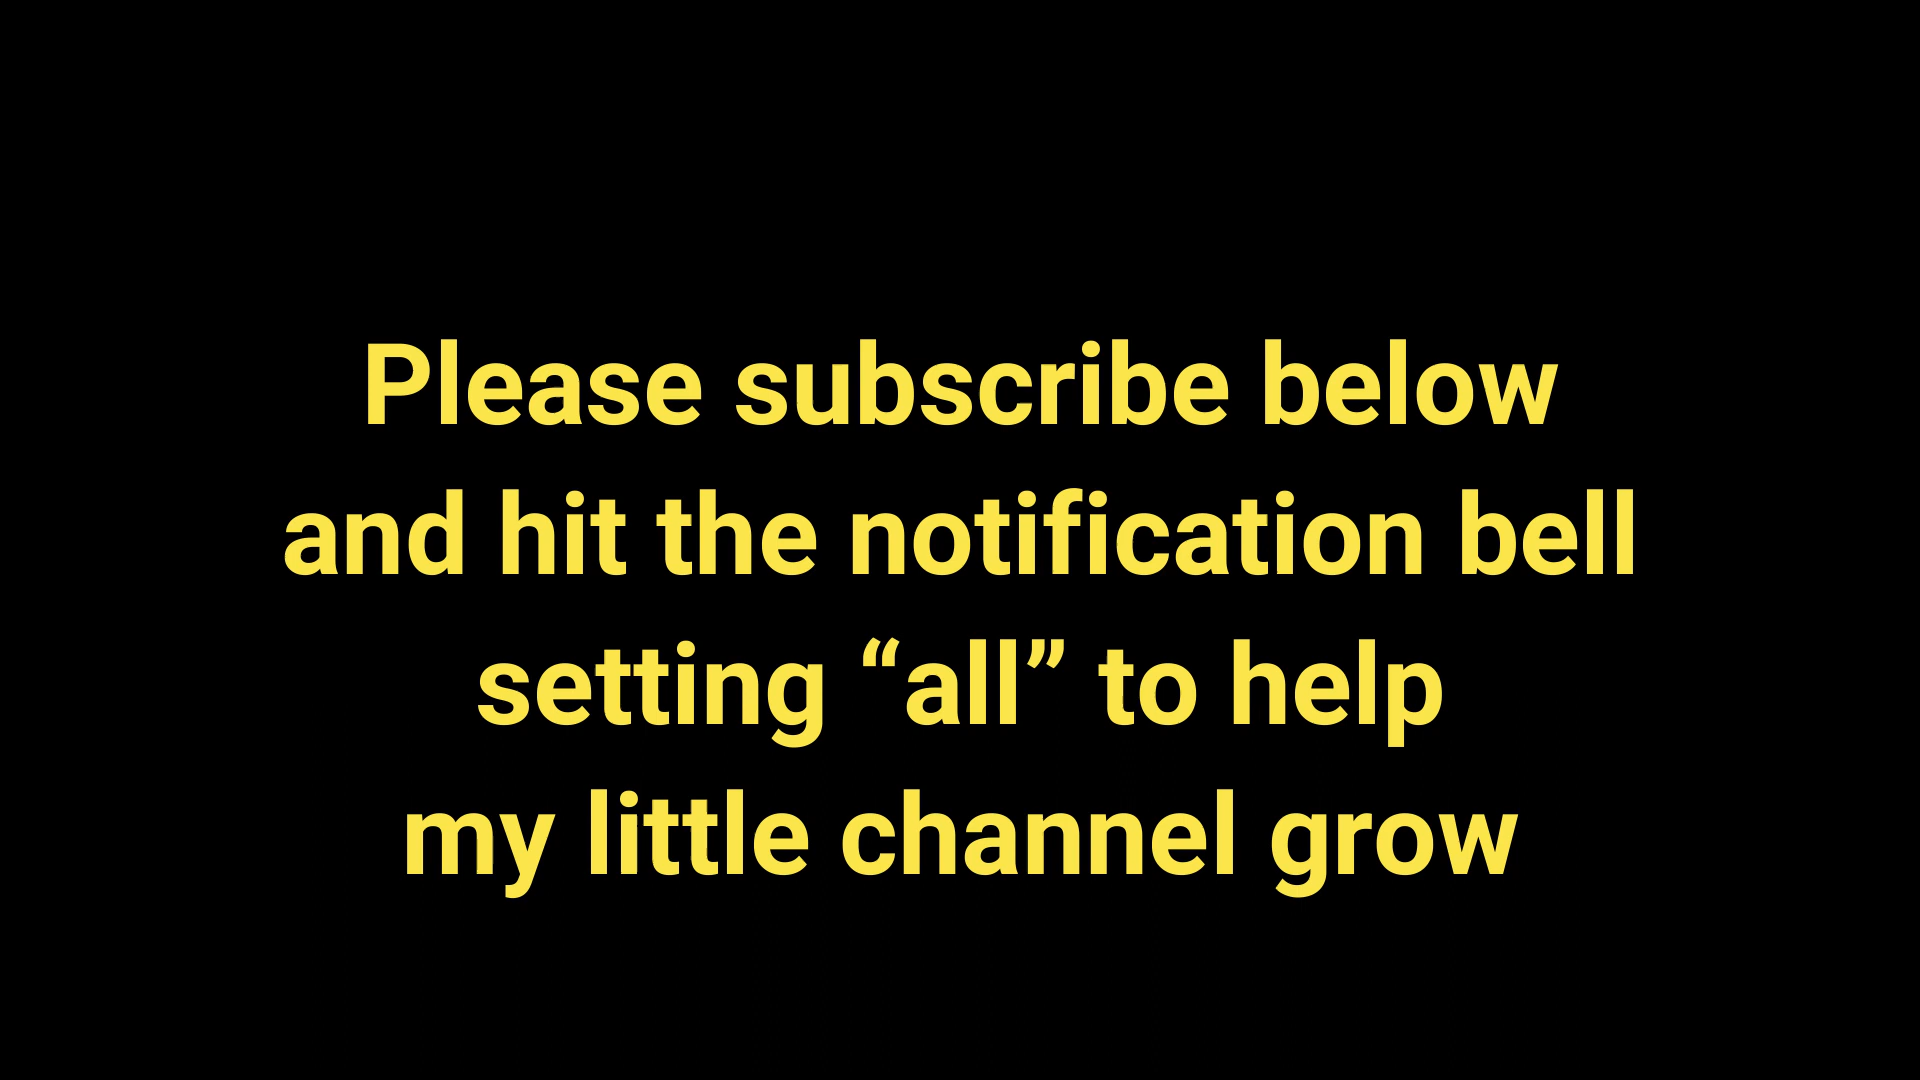 Please subscribe below
and hit the notification bell
setting “all” to help
my little channel grow